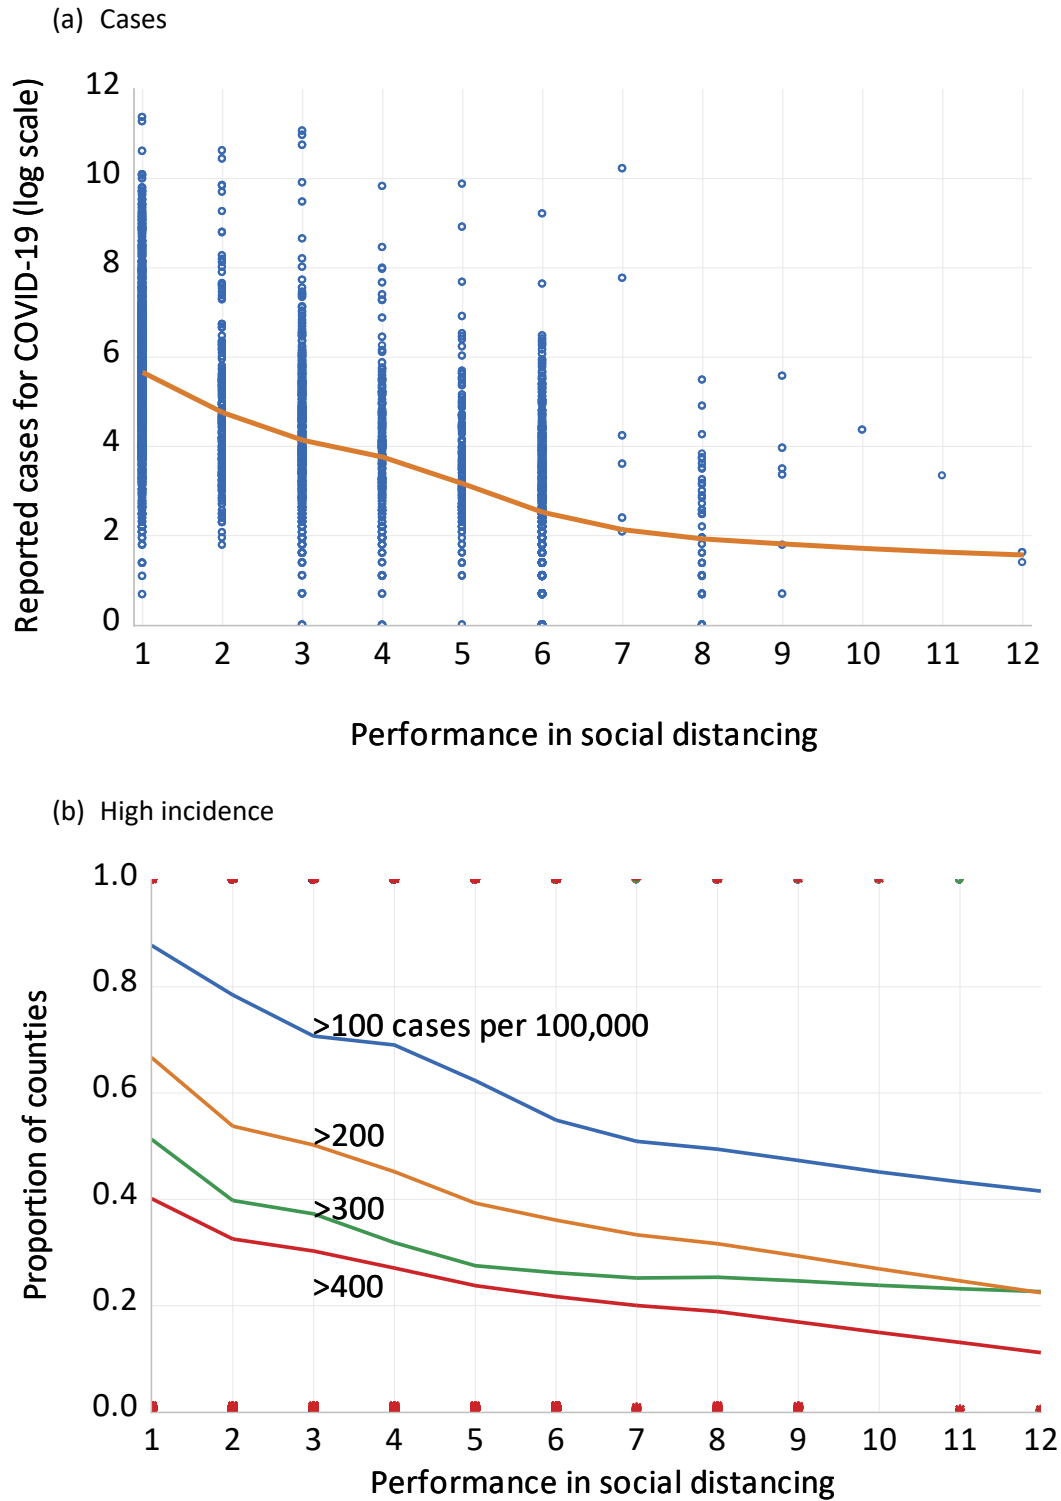 (a) Cases
Reported cases for COVID-19 (log scale)
12
10
8
6
4
2
0
1 2 3 4 5 6 7 8 9 10 11 12
Performance in social distancing
(b) High incidence
Proportion of counties
1.0
0.8
>100 cases per 100,000
0.6
>200
0.4
>300
>400
0.2
0.0
1 2 3 4 5 6 7 8 9 10 11 12
Performance in social distancing